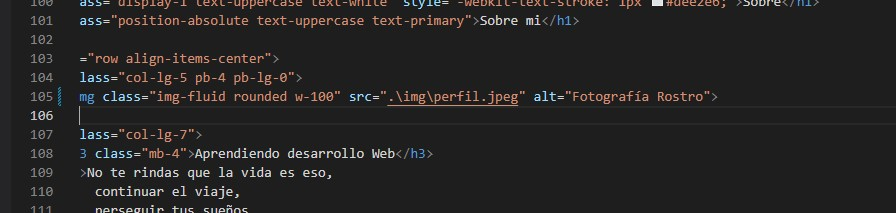 100 ass="display-1 text-uppercase text-white" style="-webkit-text-stroke: 1px #dee2e6;">Sobre</h1>
101 ass="position-absolute text-uppercase text-primary">Sobre mi</h1>
102
103 ="row align-items-center">
104 lass="col-lg-5 pb-4 pb-lg-0">
105 mg class="img-fluid rounded w-100" src=".\img\perfil.jpeg" alt="Fotografía Rostro">
106
107 lass="col-lg-7">
108 3 class="mb-4">Aprendiendo desarrollo Web</h3>
109 >No te rindas que la vida es eso,
110 continuar el viaje,
111 perseguir tus sueños